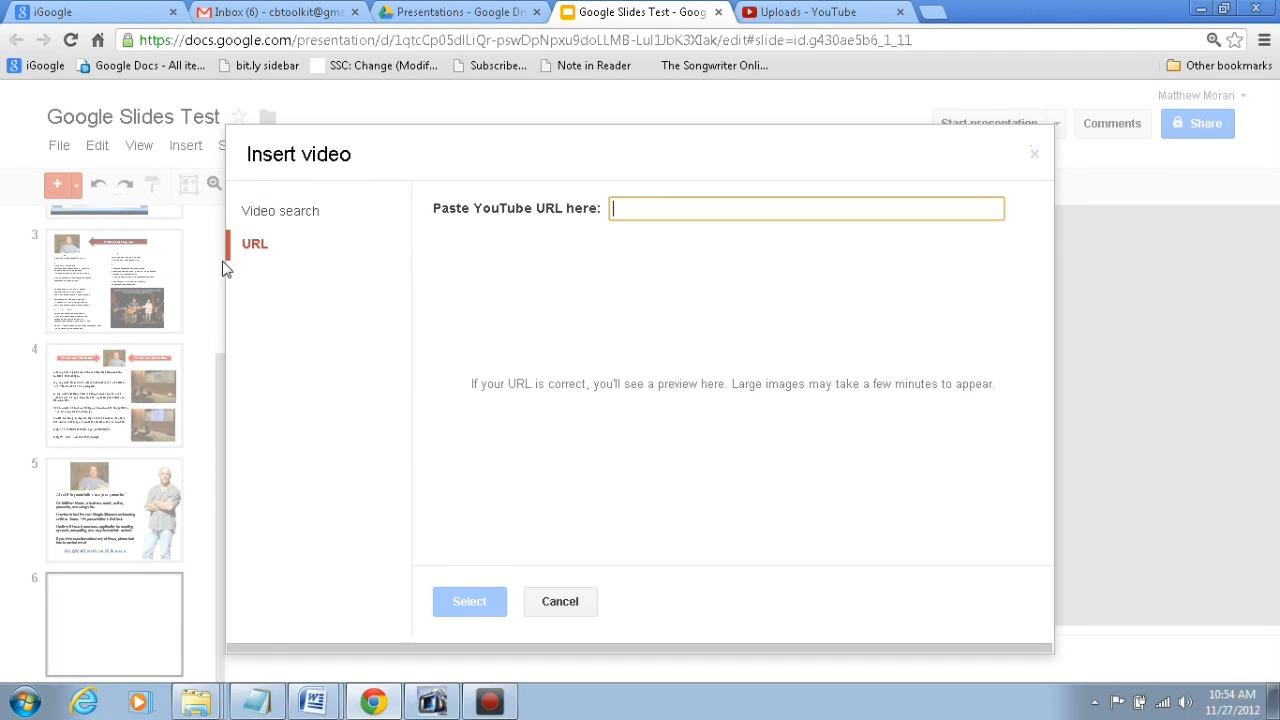 iGoogle
Inbox (6) - cbtoolkit@gm
Presentations - Google Dr
Google Slides Test - Goog
Uploads - YouTube
https://docs.google.com/presentation/d/1qtcCp05dlLiQr-pswDpNpxu9doLLMB-Lul1JbK3XIak/edit#slide=id.g430ae5b6_1_11
iGoogle
Google Docs - All ite...
bit.ly sidebar
SSC: Change (Modif...
Subscribe...
Note in Reader
The Songwriter Onli...
Other bookmarks
Matthew Moran
Google Slides Test
Start presentation
Comments
Share
File
Edit
View
Insert
S
Insert video
x
Video search
URL
Paste YouTube URL here:
If your URL is correct, you'll see a preview here. Large images may take a few minutes to appear.
3
4
5
6
Select
Cancel
10:54 AM
11/27/2012